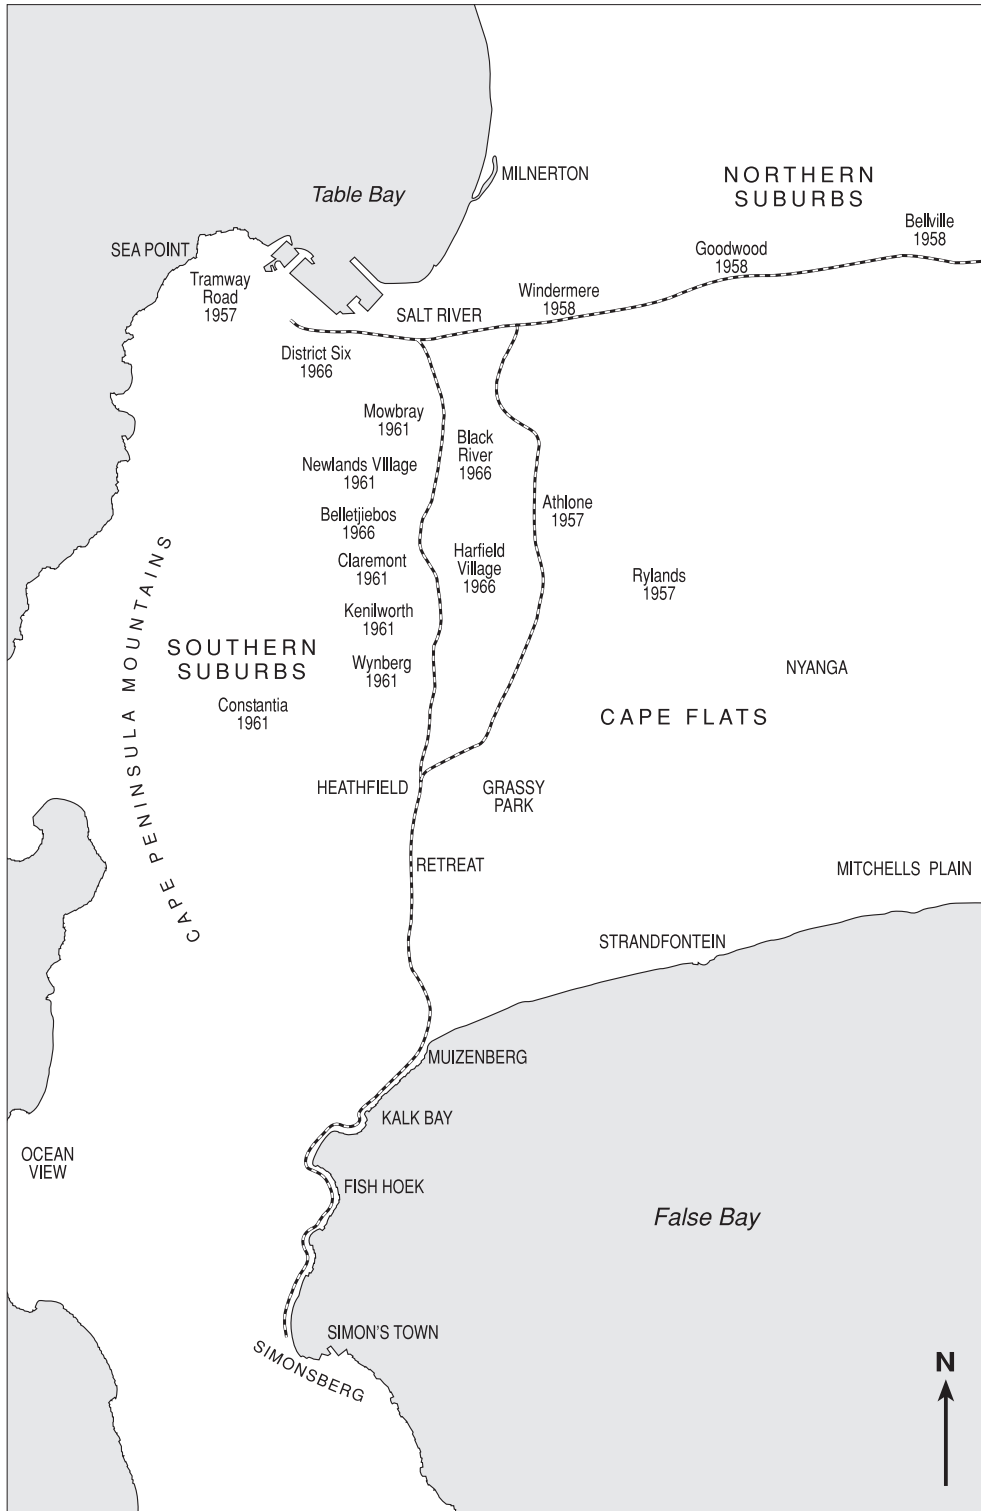 NORTHERN
SUBURBS
MILNERTON
Table Bay
Bellville
1958
Goodwood
1958
SEA POINT
Tramway
Road
1957
Windermere
1958
SALT RIVER
District Six
1966
Mowbray
1961
Black
River
1966
Newlands Village
1961
Athlone
1957
Belletjiebos
1966
Claremont
1961
Harfield
Village
1966
Rylands
1957
Kenilworth
1961
SOUTHERN
SUBURBS
Wynberg
1961
NYANGA
Constantia
1961
CAPE FLATS
CAPE PENINSULA MOUNTAINS
HEATHFIELD
GRASSY
PARK
RETREAT
MITCHELLS PLAIN
STRANDFONTEIN
MUIZENBERG
KALK BAY
OCEAN
VIEW
FISH HOEK
False Bay
SIMON'S TOWN
SIMONSBERG
N